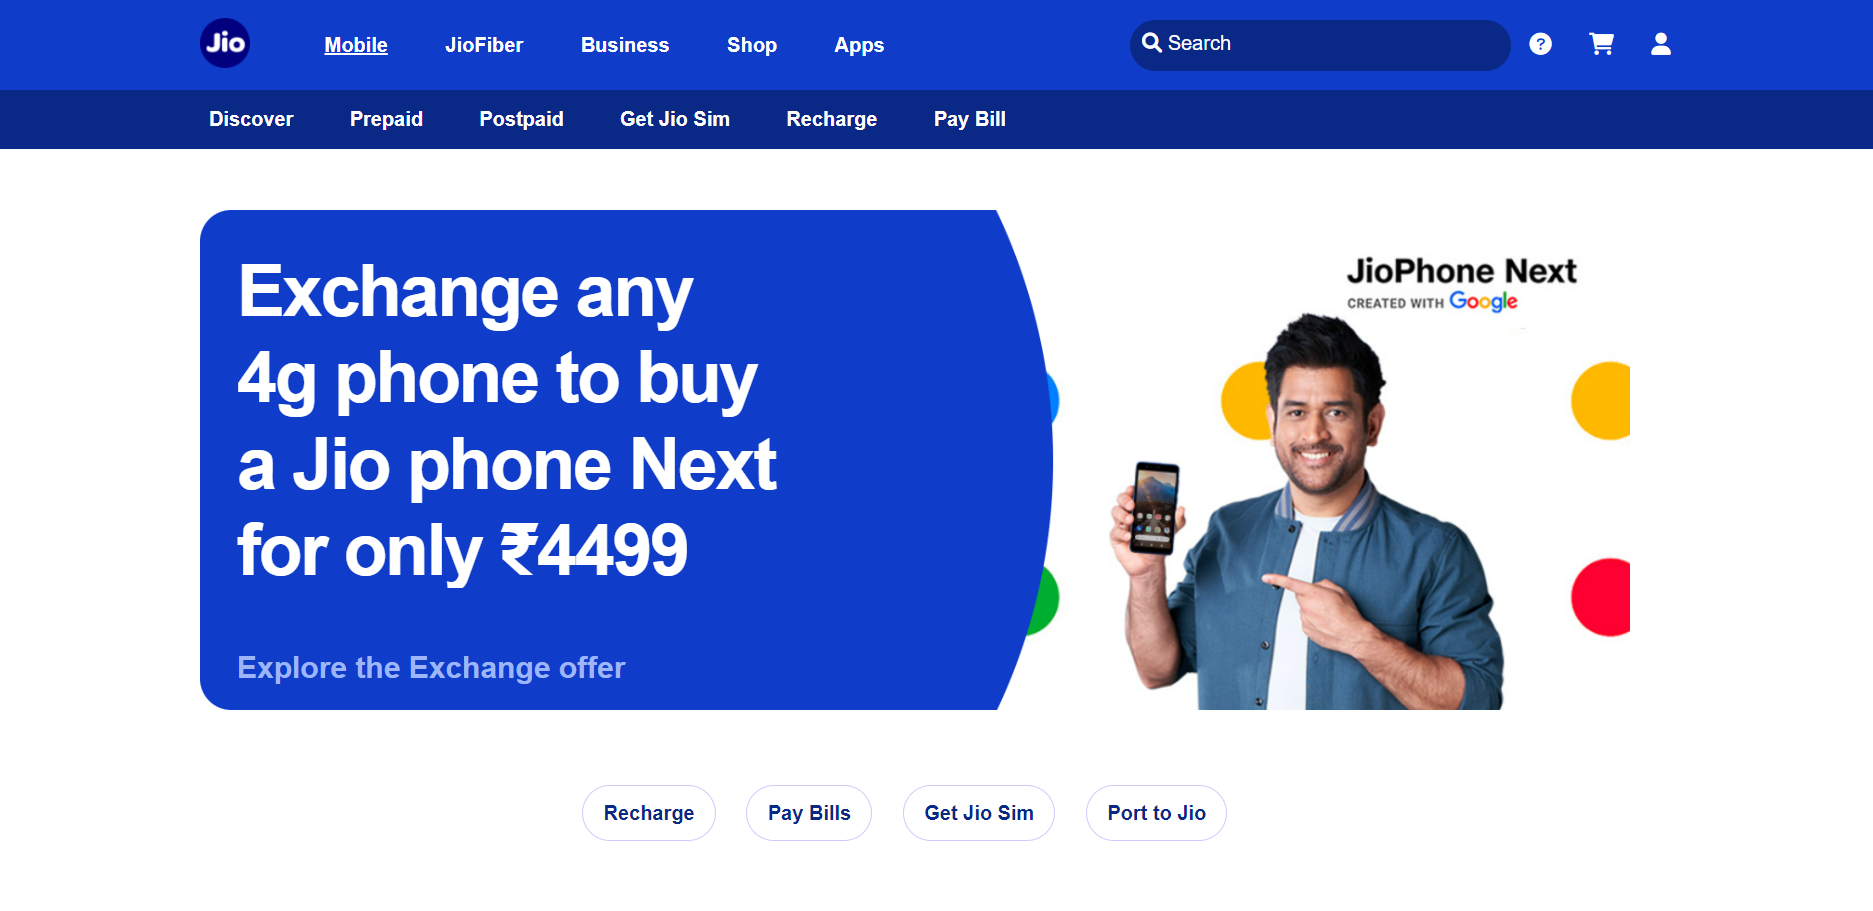 Jio
Mobile
JioFiber
Business
Shop
Apps
Search
?
Discover
Prepaid
Postpaid
Get Jio Sim
Recharge
Pay Bill
Exchange any
4g phone to buy
a Jio phone Next
for only ₹4499
Explore the Exchange offer
JioPhone Next
CREATED WITH Google
Recharge
Pay Bills
Get Jio Sim
Port to Jio